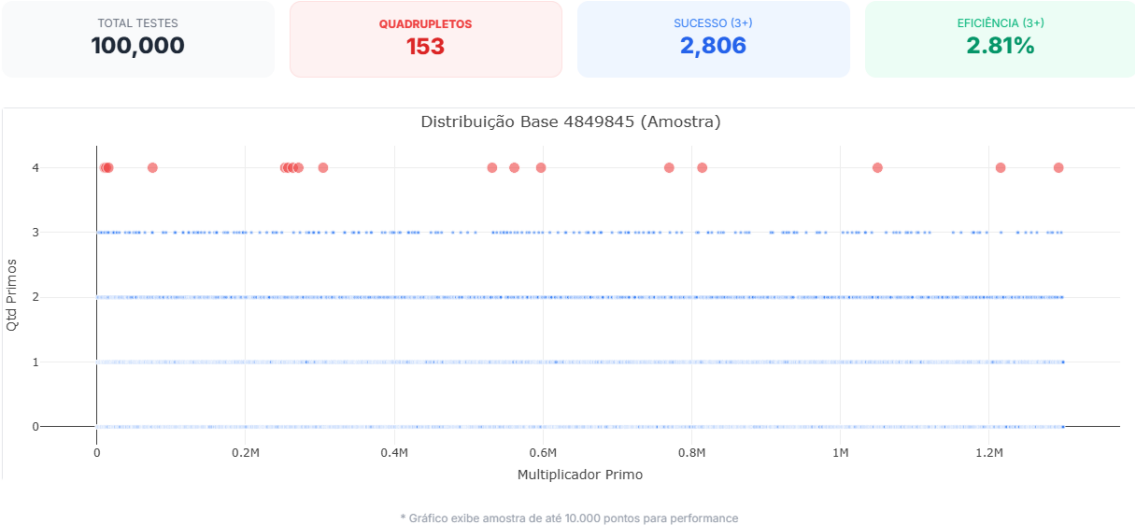 TOTAL TESTES
100,000
QUADRUPLETOS
153
SUCESSO (3+)
2,806
EFICIÊNCIA (3+)
2.81%
Distribuição Base 4849845 (Amostra)
Qtd Primos
4
3
2
1
0
0 0.2M 0.4M 0.6M 0.8M 1M 1.2M
Multiplicador Primo
* Gráfico exibe amostra de até 10.000 pontos para performance